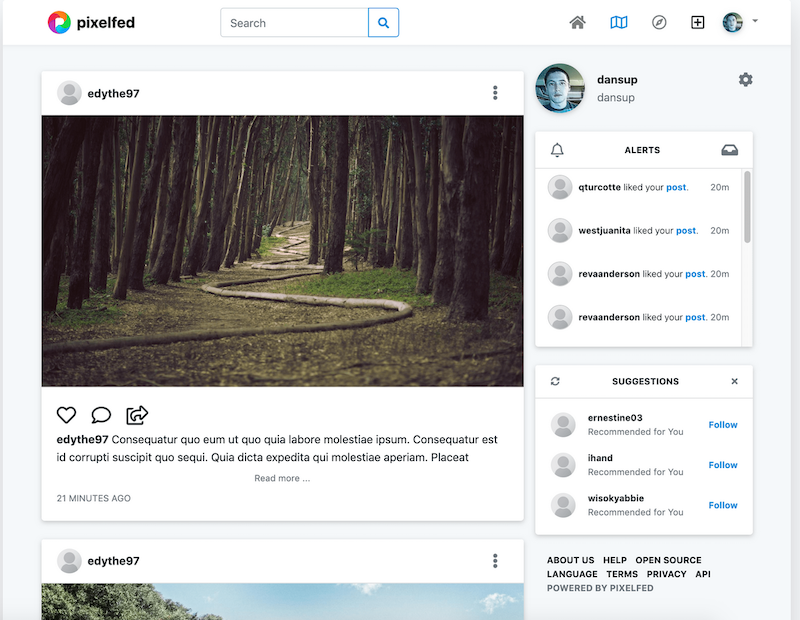 pixelfed
Search
edythe97
edythe97 Consequatur quo eum ut quo quia labore molestiae ipsum. Consequatur est
id corrupti suscipit quo sequi. Quia dicta expedita qui molestiae aperiam. Placeat
Read more ...
21 MINUTES AGO
edythe97
dansup
dansup
ALERTS
qturcotte liked your post. 20m
westjuanita liked your post. 20m
revaanderson liked your post. 20m
revaanderson liked your post. 20m
SUGGESTIONS ×
ernestine03
Recommended for You
Follow
ihand
Recommended for You
Follow
wisokyabbie
Recommended for You
Follow
ABOUT US HELP OPEN SOURCE
LANGUAGE TERMS PRIVACY API
POWERED BY PIXELFED